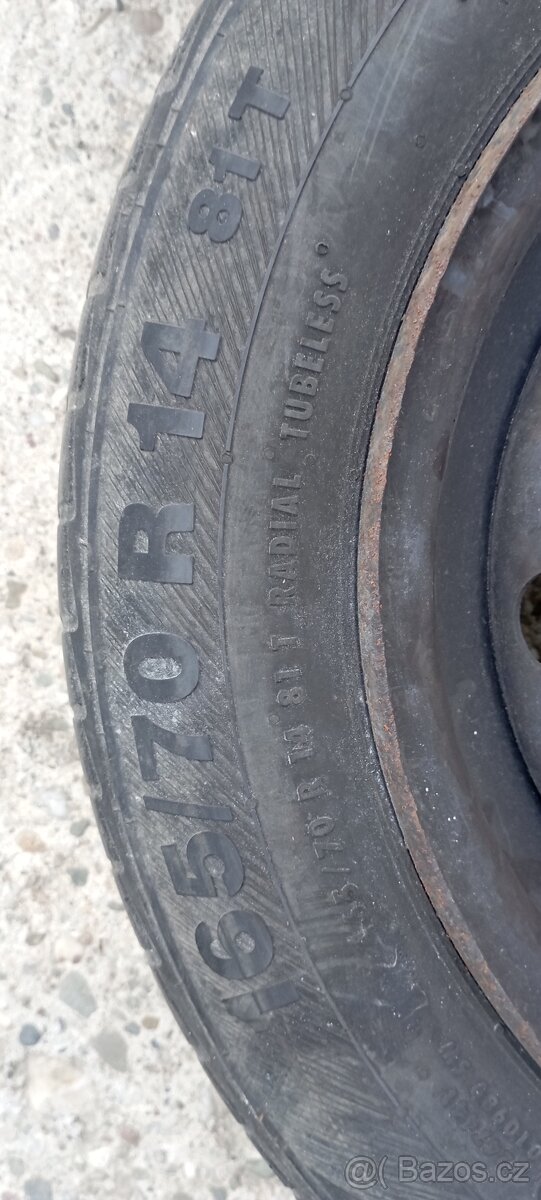 165/70 R 14 81 T
165/70 R 14 81 T RADIAL TUBELESS
© Bazos.cz